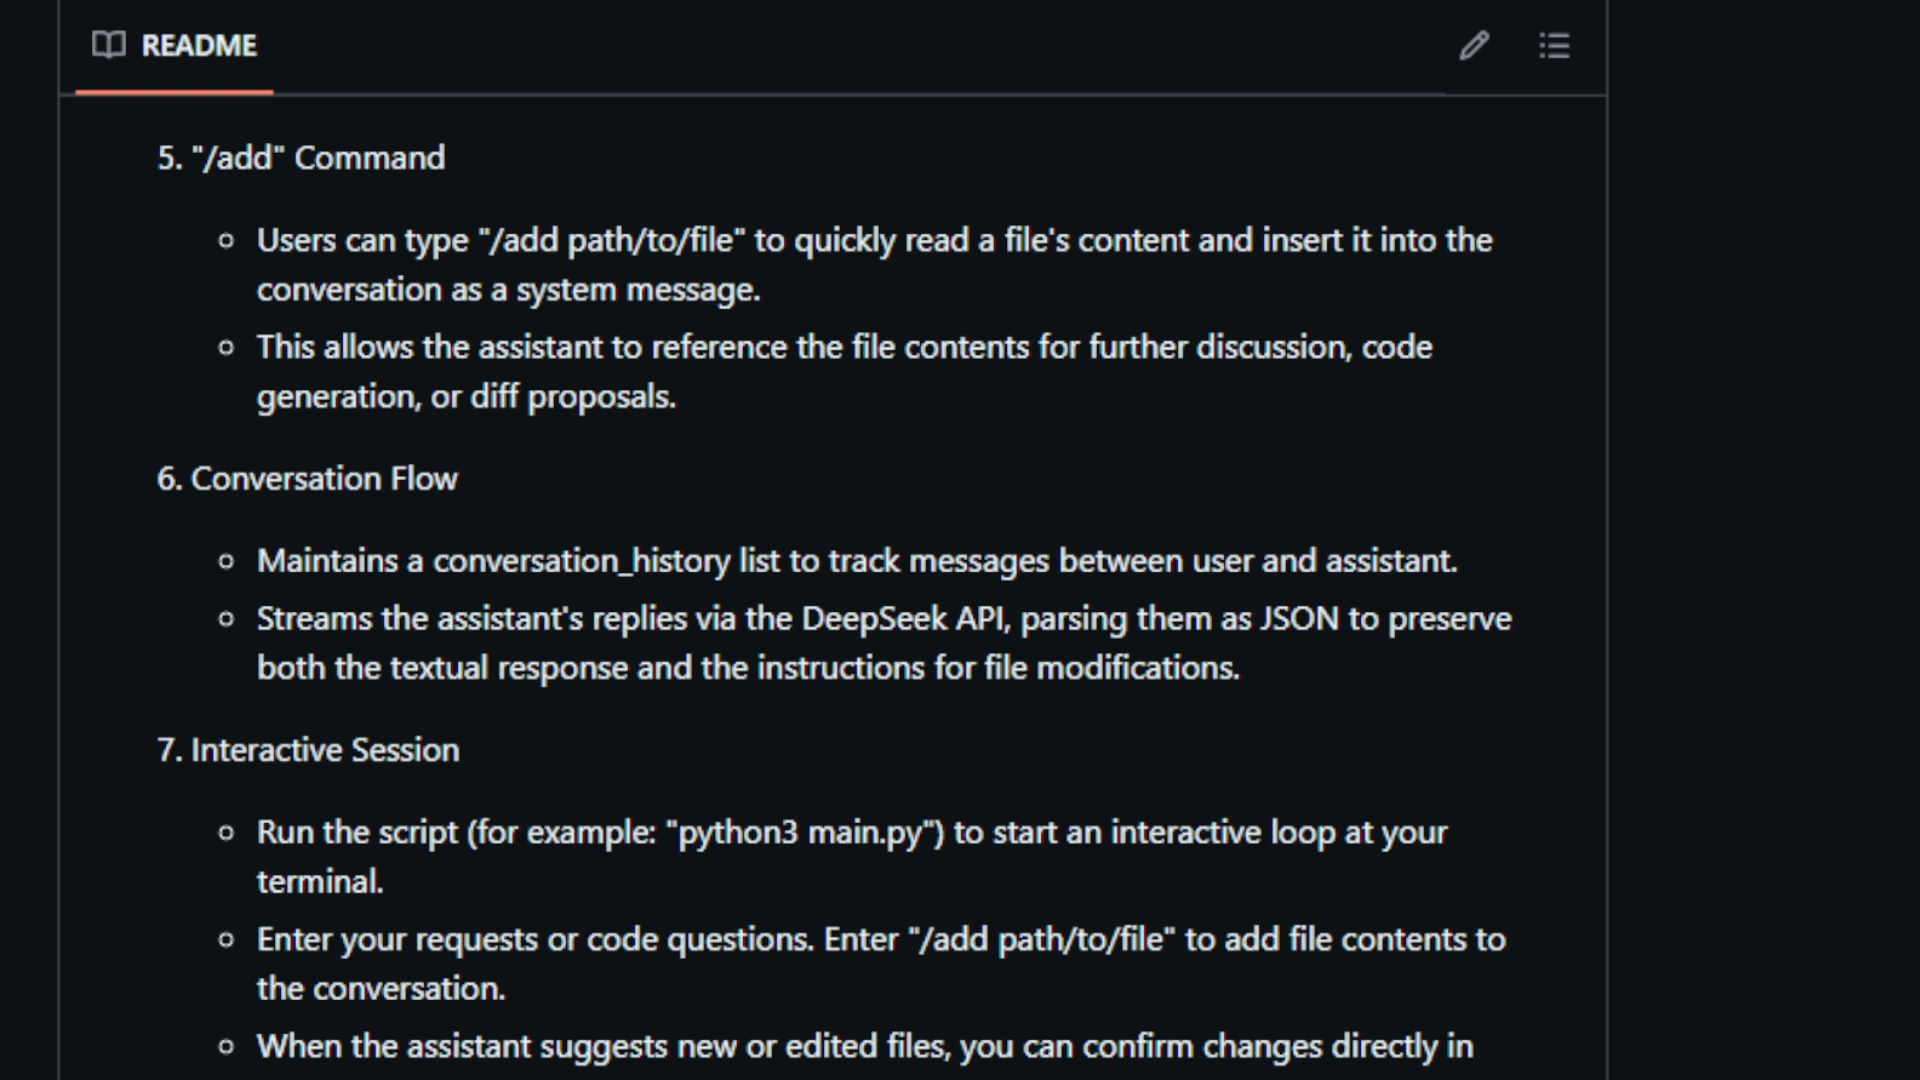 README
5. "/add" Command
Users can type "/add path/to/file" to quickly read a file's content and insert it into the
conversation as a system message.
This allows the assistant to reference the file contents for further discussion, code
generation, or diff proposals.
6. Conversation Flow
Maintains a conversation_history list to track messages between user and assistant.
Streams the assistant's replies via the DeepSeek API, parsing them as JSON to preserve
both the textual response and the instructions for file modifications.
7. Interactive Session
Run the script (for example: "python3 main.py") to start an interactive loop at your
terminal.
Enter your requests or code questions. Enter "/add path/to/file" to add file contents to
the conversation.
When the assistant suggests new or edited files, you can confirm changes directly in